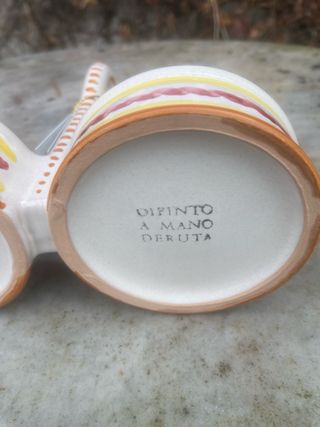 DIPINTO
A MANO
DERUTA